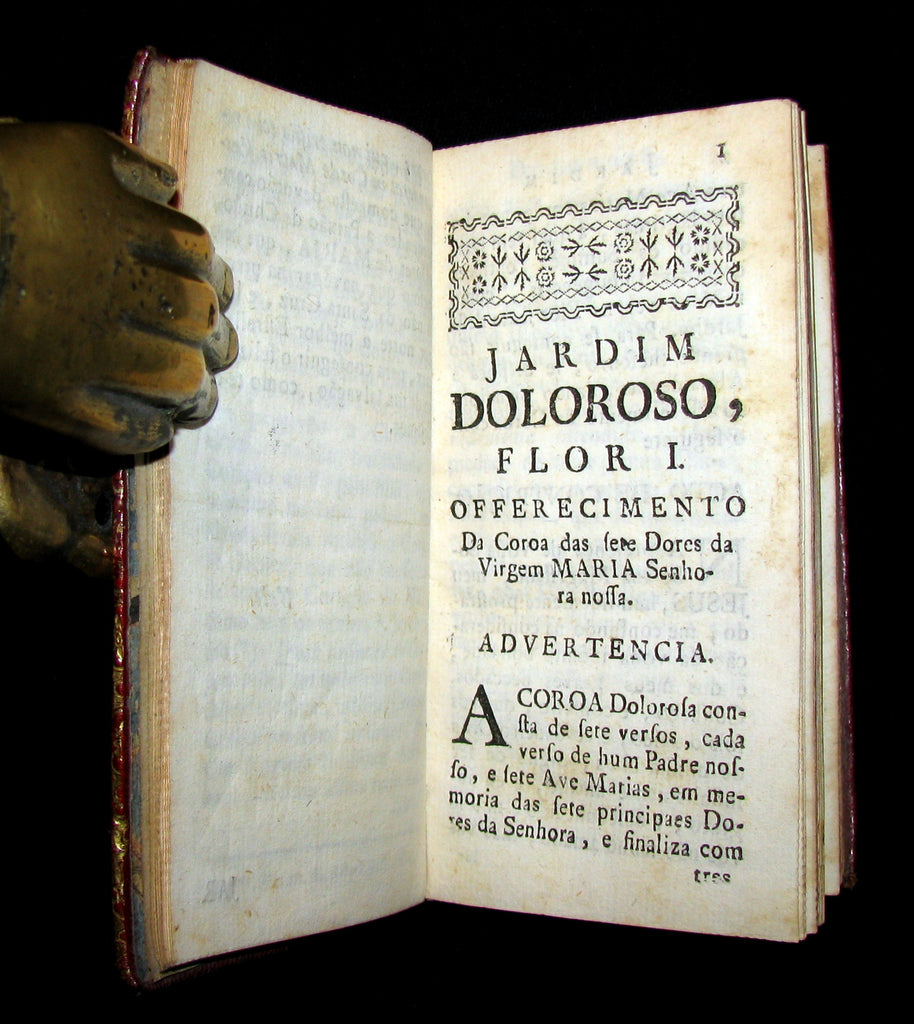 1
JARDIM
DOLOROSO,
FLOR I.
OFFERECIMENTO
Da Coroa das ſete Dores da
Virgem MARIA Senho-
ra noſſa.
ADVERTENCIA.
A COROA Doloroſa con-
ſta de ſete verſos, cada
verſo de hum Padre noſ-
ſo, e ſete Ave Marias, em me-
moria das ſete principaes Do-
res da Senhora, e finaliza com
tres